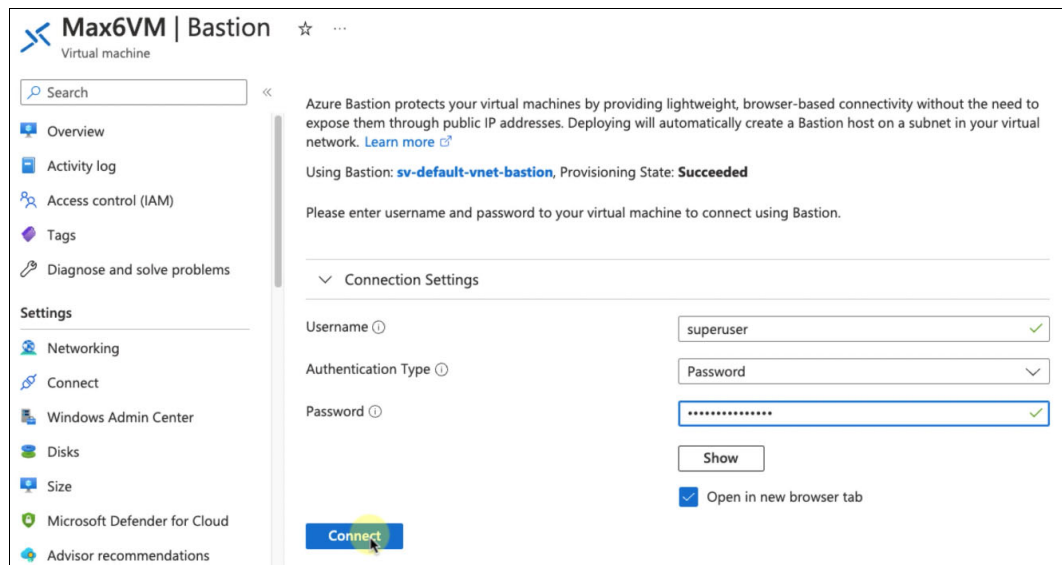 Max6VM | Bastion
Virtual machine
Search
Overview
Activity log
Access control (IAM)
Tags
Diagnose and solve problems
Settings
Networking
Connect
Windows Admin Center
Disks
Size
Microsoft Defender for Cloud
Advisor recommendations
Azure Bastion protects your virtual machines by providing lightweight, browser-based connectivity without the need to
expose them through public IP addresses. Deploying will automatically create a Bastion host on a subnet in your virtual
network. Learn more
Using Bastion: sv-default-vnet-bastion, Provisioning State: Succeeded
Please enter username and password to your virtual machine to connect using Bastion.
Connection Settings
Username
superuser
Authentication Type
Password
Password
•••••••••••••••
Show
Open in new browser tab
Connect